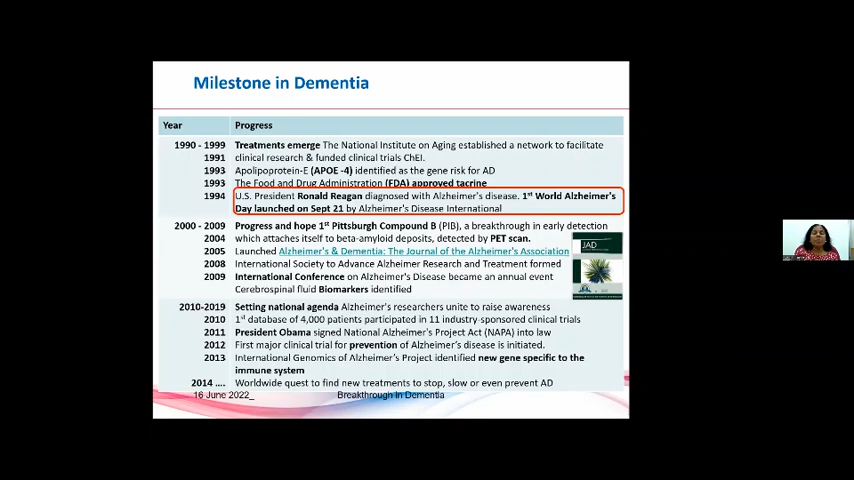 Milestone in Dementia
Year Progress
1990 - 1999 Treatments emerge The National Institute on Aging established a network to facilitate
1991 clinical research & funded clinical trials ChEI.
1993 Apolipoprotein-E (APOE -4) identified as the gene risk for AD
1993 The Food and Drug Administration (FDA) approved tacrine
1994 U.S. President Ronald Reagan diagnosed with Alzheimer's disease. 1st World Alzheimer's
Day launched on Sept 21 by Alzheimer's Disease International
2000 - 2009 Progress and hope 1st Pittsburgh Compound B (PIB), a breakthrough in early detection
2004 which attaches itself to beta-amyloid deposits, detected by PET scan.
2005 Launched Alzheimer's & Dementia: The Journal of the Alzheimer's Association
2008 International Society to Advance Alzheimer Research and Treatment formed
2009 International Conference on Alzheimer's Disease became an annual event
Cerebrospinal fluid Biomarkers identified
JAD
2010-2019 Setting national agenda Alzheimer's researchers unite to raise awareness
2010 1st database of 4,000 patients participated in 11 industry-sponsored clinical trials
2011 President Obama signed National Alzheimer's Project Act (NAPA) into law
2012 First major clinical trial for prevention of Alzheimer's disease is initiated.
2013 International Genomics of Alzheimer's Project identified new gene specific to the
immune system
2014 .... Worldwide quest to find new treatments to stop, slow or even prevent AD
16 June 2022_ Breakthrough in Dementia